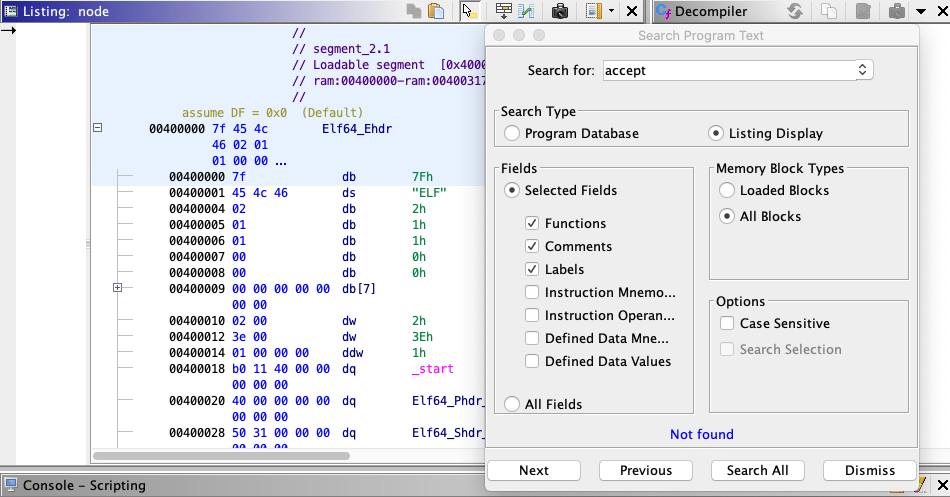 Listing: node
Decompiler
//
// segment_2.1
// Loadable segment [0x4000
// ram:00400000-ram:00400317
//
assume DF = 0x0 (Default)
00400000 7f 45 4c Elf64_Ehdr
46 02 01
01 00 00 ...
00400000 7f db 7Fh
00400001 45 4c 46 ds "ELF"
00400004 02 db 2h
00400005 01 db 1h
00400006 01 db 1h
00400007 00 db 0h
00400008 00 db 0h
00400009 00 00 00 00 00 db[7]
00 00
00400010 02 00 dw 2h
00400012 3e 00 dw 3Eh
00400014 01 00 00 00 ddw 1h
00400018 b0 11 40 00 00 dq _start
00 00 00
00400020 40 00 00 00 00 dq Elf64_Phdr_
00 00 00
00400028 50 31 00 00 00 dq Elf64_Shdr_
00 00 00
Search Program Text
Search for: accept
Search Type
Program Database
Listing Display
Fields
Selected Fields
Functions
Comments
Labels
Instruction Mnemo...
Instruction Operan...
Defined Data Mne...
Defined Data Values
All Fields
Memory Block Types
Loaded Blocks
All Blocks
Options
Case Sensitive
Search Selection
Not found
Next Previous Search All Dismiss
Console - Scripting